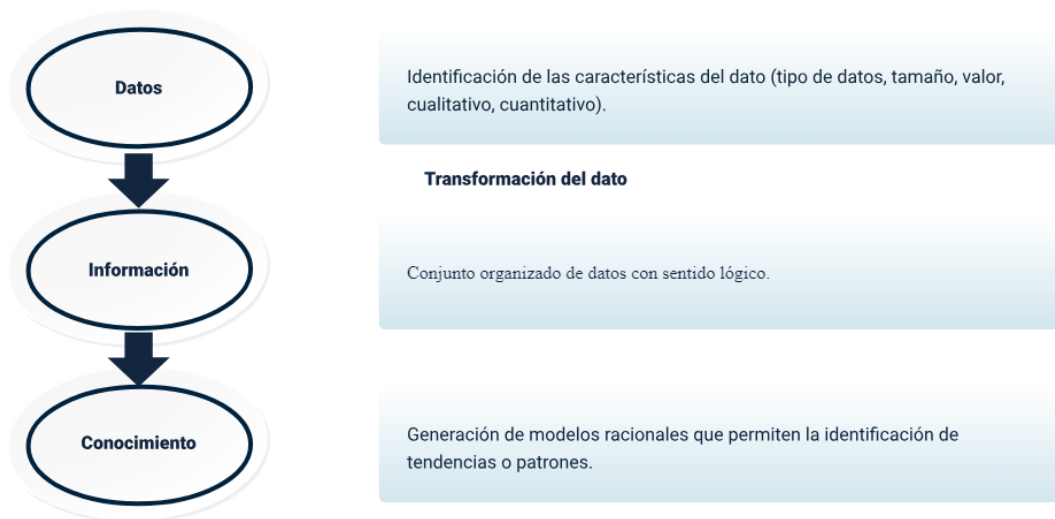 Datos
Identificación de las características del dato (tipo de datos, tamaño, valor,
cualitativo, cuantitativo).
Transformación del dato
Información
Conjunto organizado de datos con sentido lógico.
Conocimiento
Generación de modelos racionales que permiten la identificación de
tendencias o patrones.